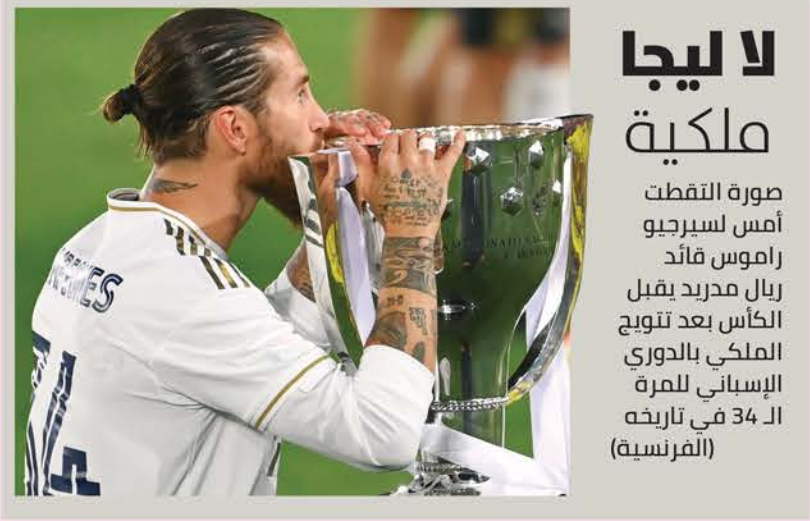 لا ليجا
ملكية
صورة التقطت
أمس لسيرجيو
راموس قائد
ريال مدريد يقبل
الكأس بعد تتويج
الملكي بالدوري
الإسباني للمرة
الـ 34 في تاريخه
(الفرنسية)
34